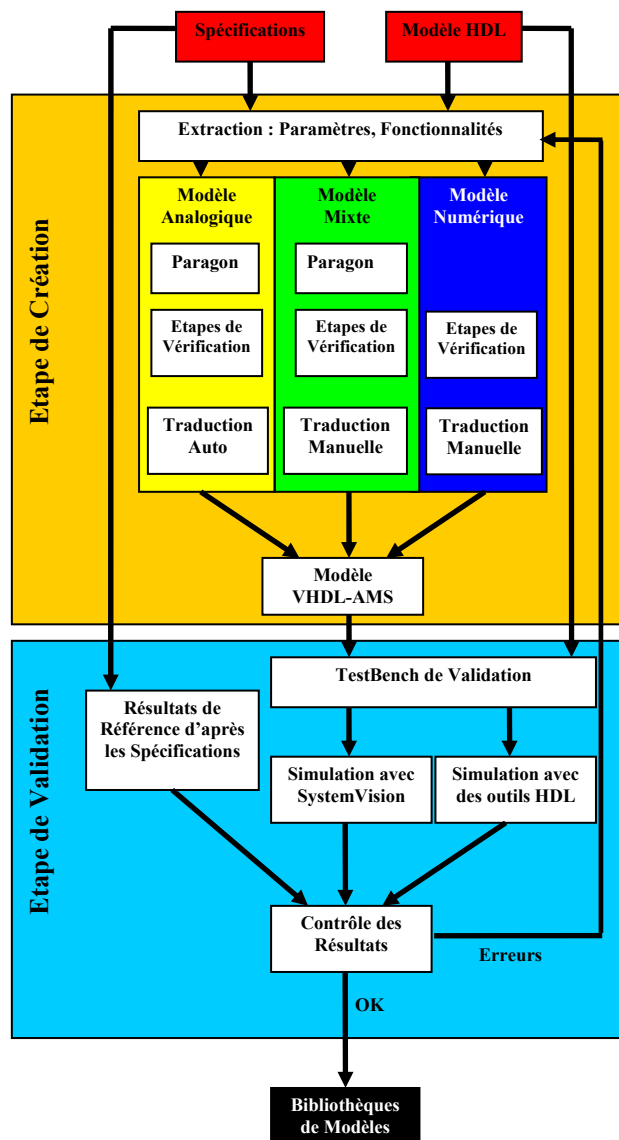 Spécifications
Modèle HDL
Etape de Création
Extraction : Paramètres, Fonctionnalités
Modèle
Analogique
Paragon
Etapes de
Vérification
Traduction
Auto
Modèle
Mixte
Paragon
Etapes de
Vérification
Traduction
Manuelle
Modèle
Numérique
Etapes de
Vérification
Traduction
Manuelle
Modèle
VHDL-AMS
Etape de Validation
TestBench de Validation
Résultats de
Référence d'après
les Spécifications
Simulation avec
SystemVision
Simulation avec
des outils HDL
Contrôle des
Résultats
Erreurs
OK
Bibliothèques
de Modèles